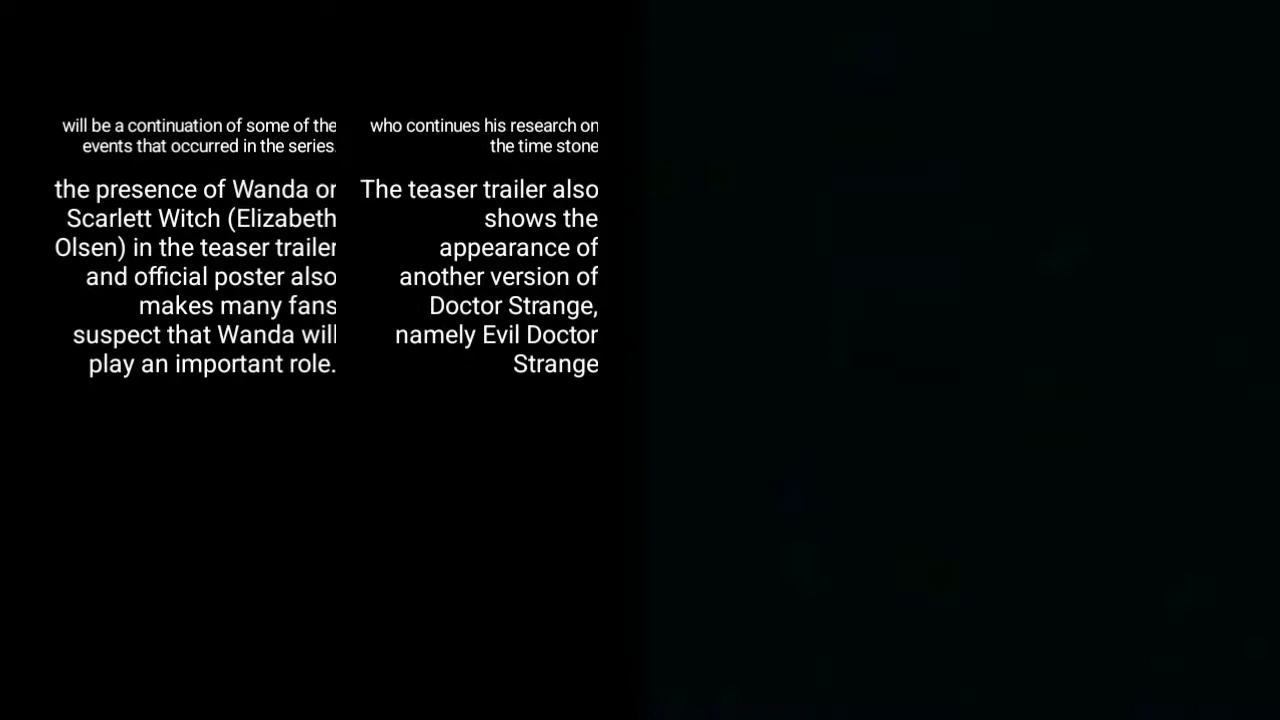 will be a continuation of some of the
events that occurred in the series.
the presence of Wanda or
Scarlett Witch (Elizabeth
Olsen) in the teaser trailer
and official poster also
makes many fans
suspect that Wanda will
play an important role.
who continues his research on
the time stone
The teaser trailer also
shows the
appearance of
another version of
Doctor Strange,
namely Evil Doctor
Strange